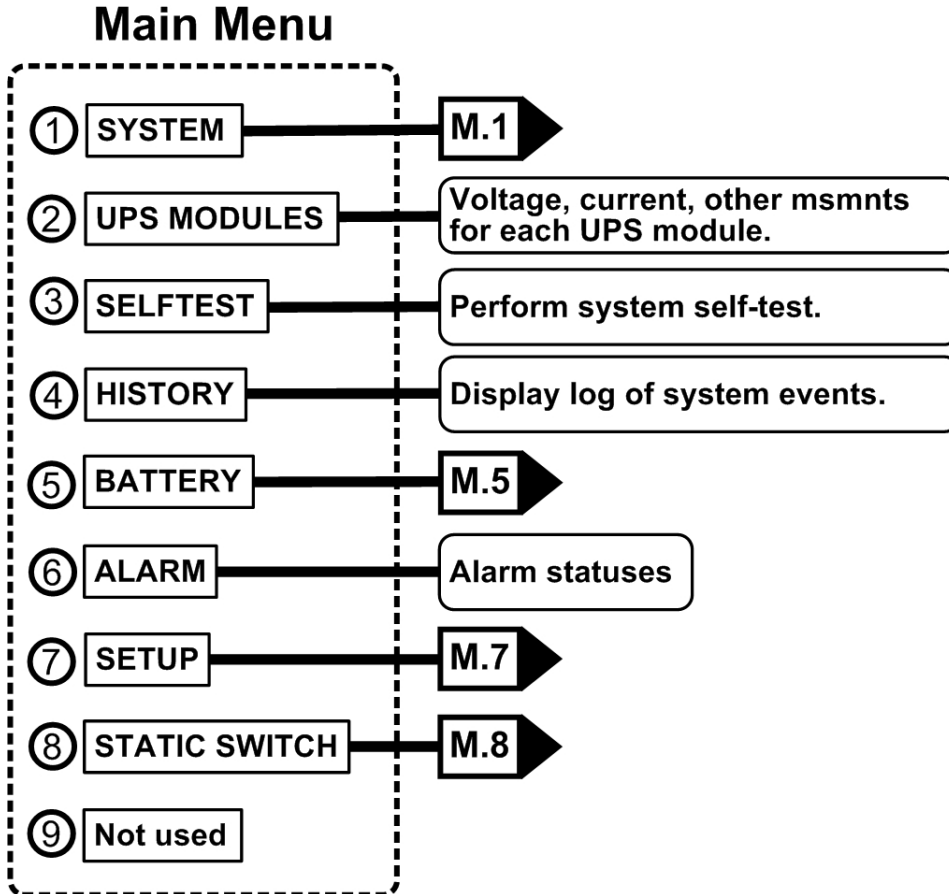 Main Menu
1 SYSTEM M.1
2 UPS MODULES Voltage, current, other msmnts
for each UPS module.
3 SELFTEST Perform system self-test.
4 HISTORY Display log of system events.
5 BATTERY M.5
6 ALARM Alarm statuses
7 SETUP M.7
8 STATIC SWITCH M.8
9 Not used